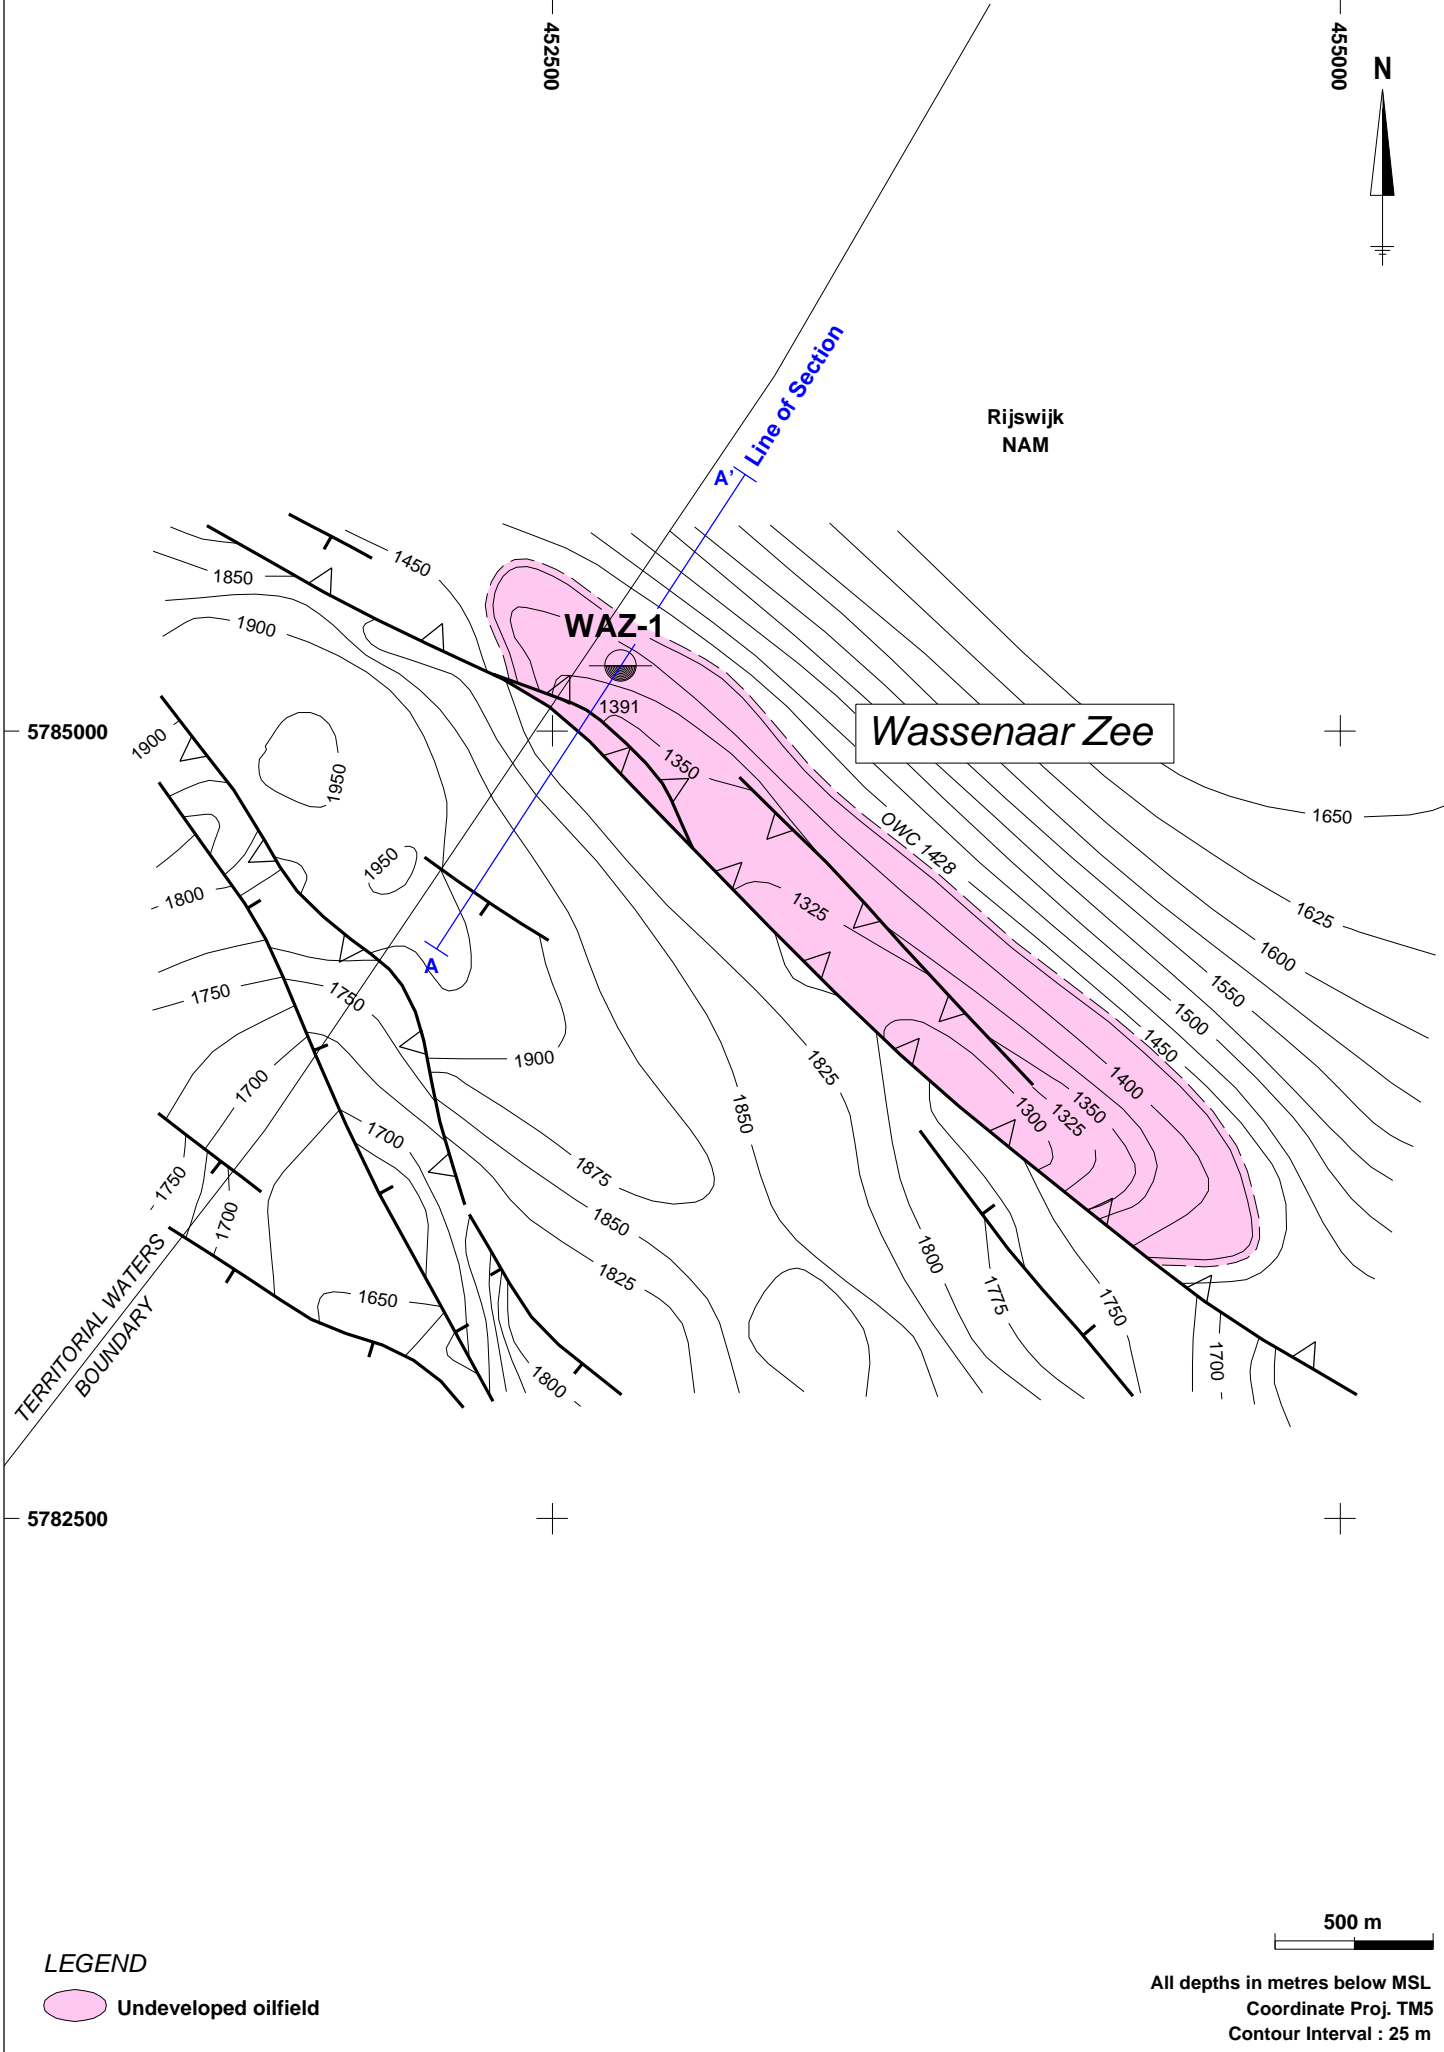 452500
455000
N
A’ Line of Section
Rijswijk
NAM
1450
1850
1900
WAZ-1
1391
Wassenaar Zee
5785000
1900
1950
1350
1650
OWC 1428
1950
1800
1325
1625
A
1600
1750
1750
1550
1500
1450
1900
1825
1400
1700
1850
1300
1325
1350
1700
1750
1875
1700
1850
1800
TERRITORIAL WATERS
BOUNDARY
1825
1775
1750
1650
1800
1700
5782500
500 m
LEGEND
Undeveloped oilfield
All depths in metres below MSL
Coordinate Proj. TM5
Contour Interval : 25 m